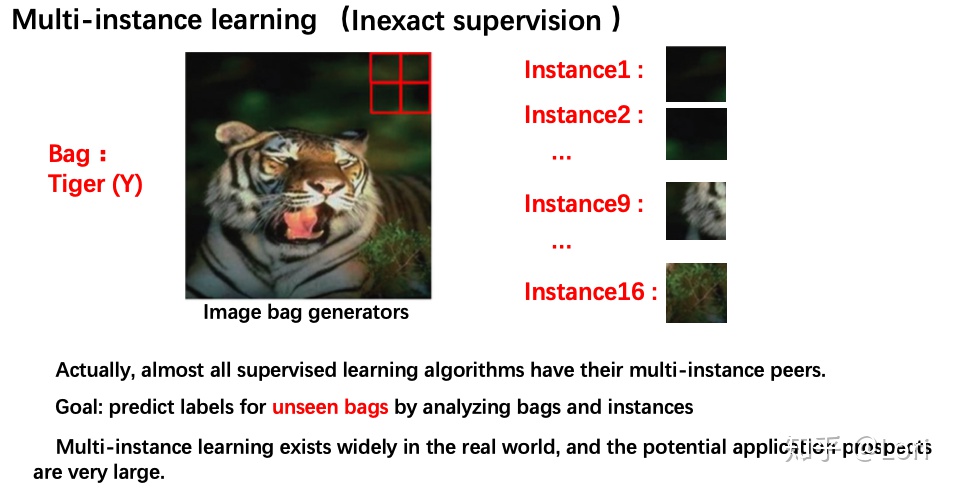 Multi-instance learning （Inexact supervision ）
Bag ：
Tiger (Y)
Image bag generators
Instance1 :
Instance2 :
...
Instance9 :
...
Instance16 :
Actually, almost all supervised learning algorithms have their multi-instance peers.
Goal: predict labels for unseen bags by analyzing bags and instances
Multi-instance learning exists widely in the real world, and the potential application prospects
are very large.
知乎 @Lori